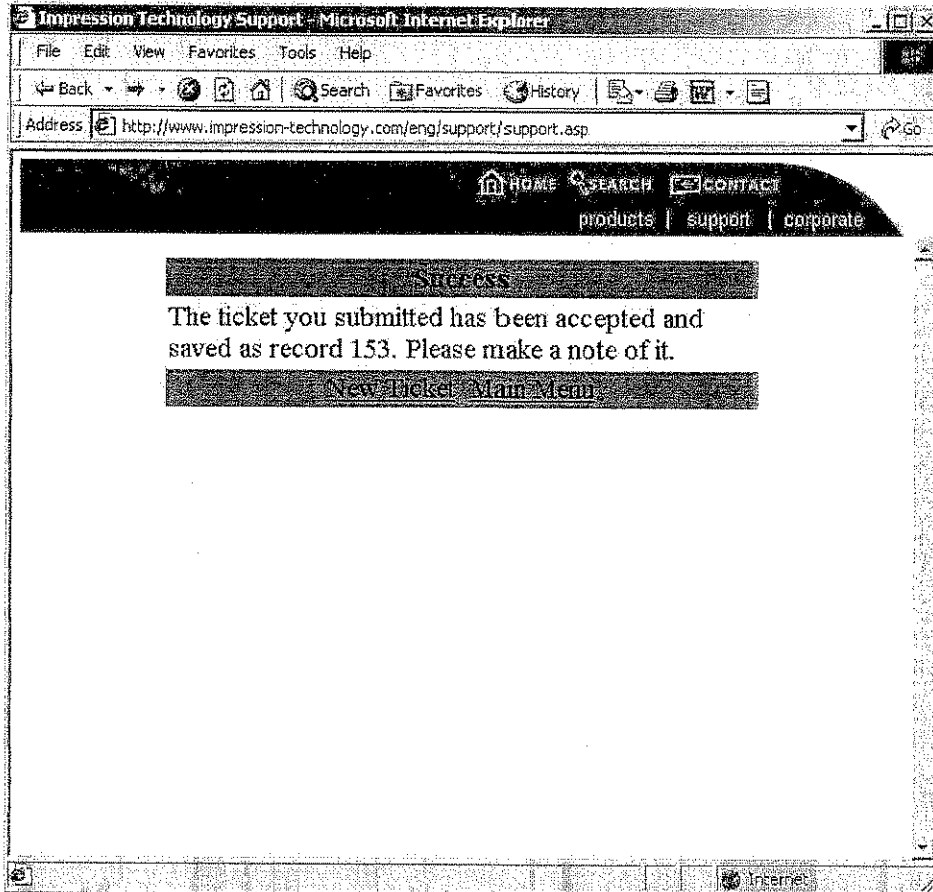 Impression Technology Support - Microsoft Internet Explorer
File Edit View Favorites Tools Help
Back Search Favorites History
Address http://www.impression-technology.com/eng/support/support.asp Go
HOME SEARCH CONTACT
products | support | corporate
Success
The ticket you submitted has been accepted and
saved as record 153. Please make a note of it.
New Ticket Main Menu
Internet